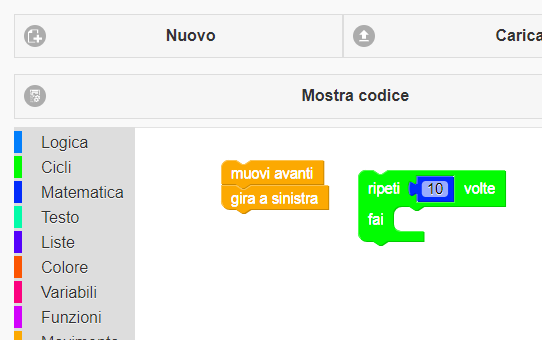 Nuovo
Carica
Mostra codice
Logica
Cicli
Matematica
Testo
Liste
Colore
Variabili
Funzioni
Movimento
muovi avanti
gira a sinistra
ripeti 10 volte
fai